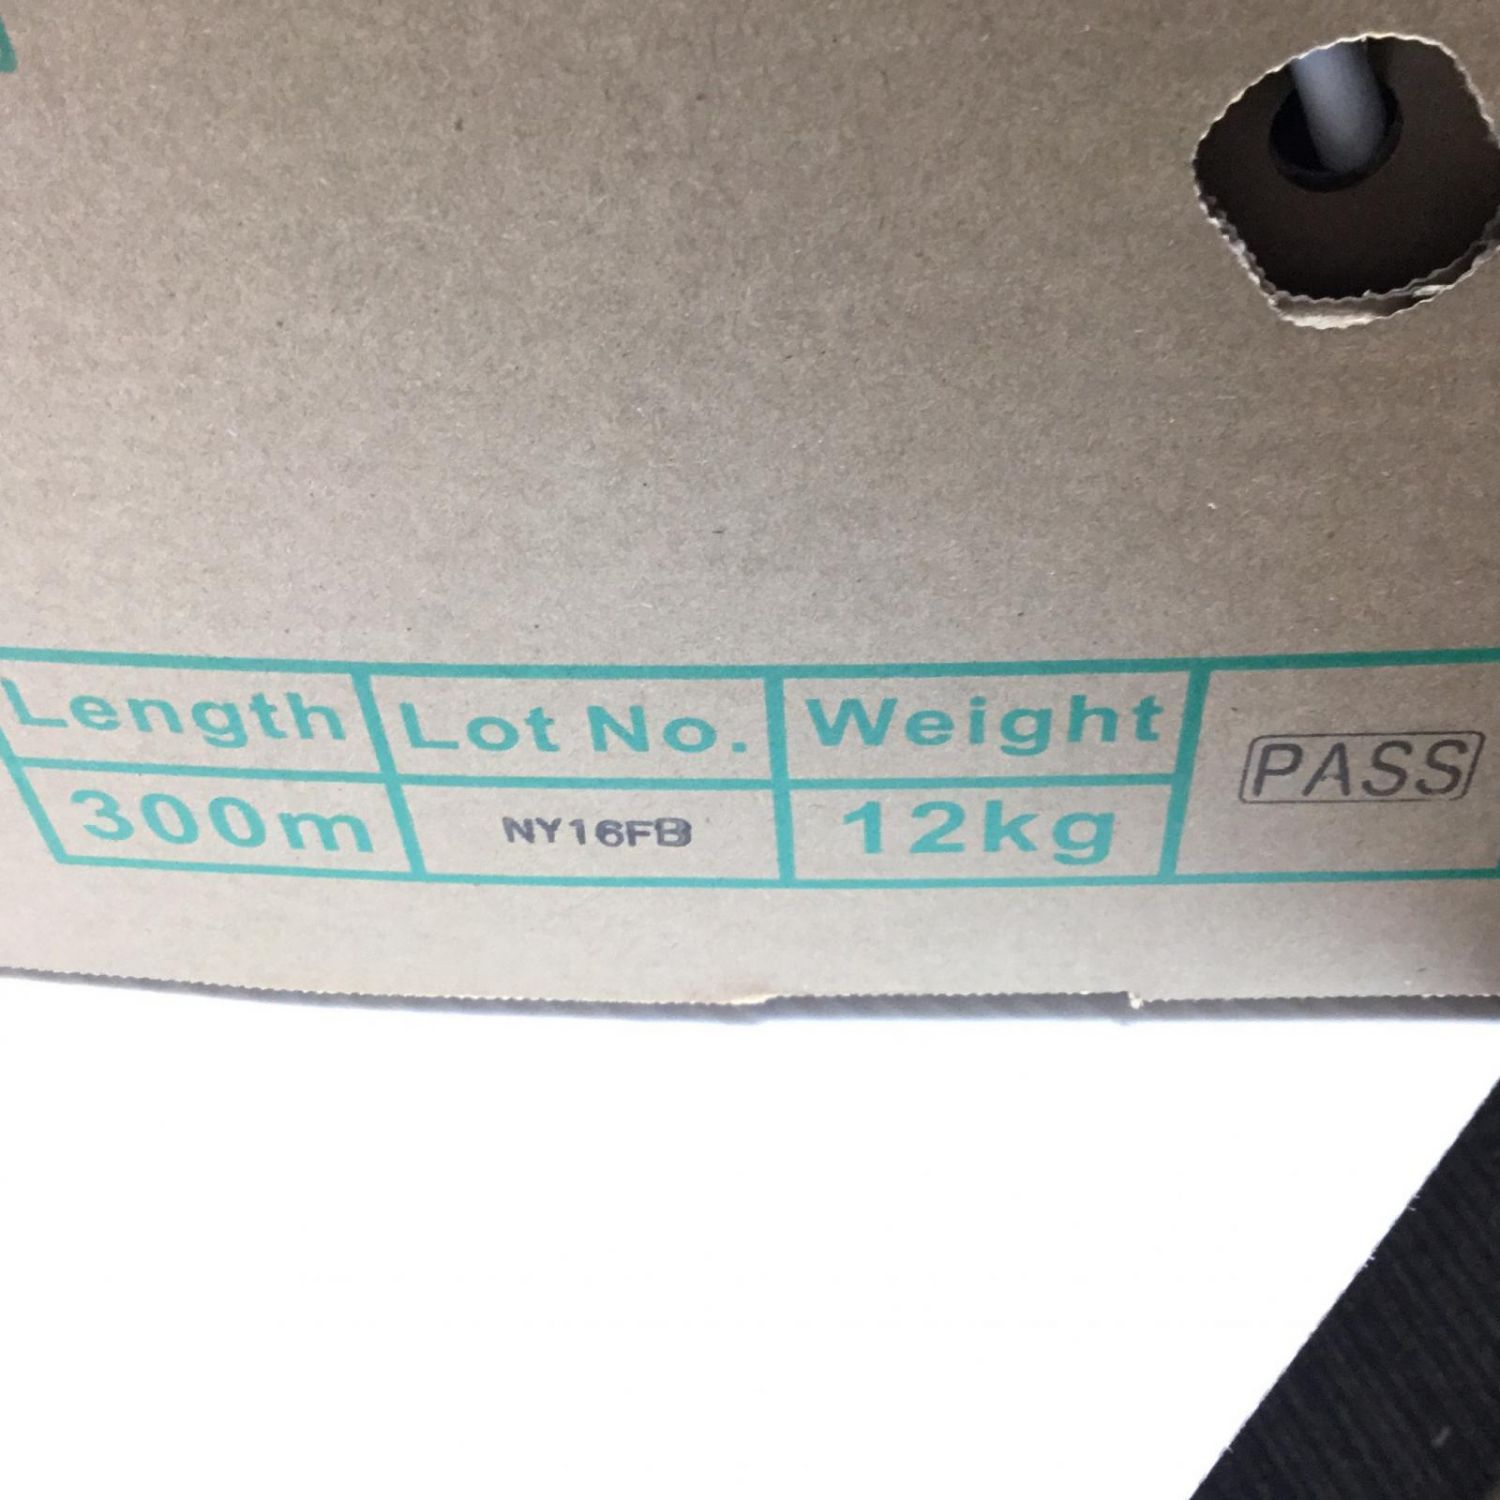 Length Lot No. Weight PASS
300m NY16FB 12kg